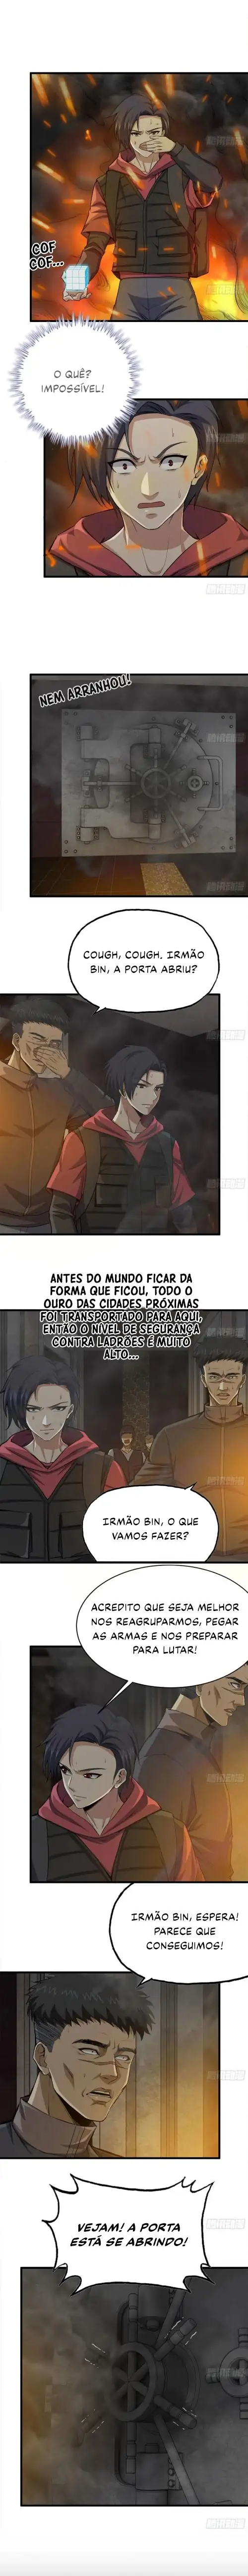 COF
COF...
O QUÊ?
IMPOSSÍVEL!
NEM ARRANHOU!
COUGH, COUGH. IRMÃO
BIN, A PORTA ABRIU?
ANTES DO MUNDO FICAR DA
FORMA QUE FICOU, TODO O
OURO DAS CIDADES PRÓXIMAS
FOI TRANSPORTADO PARA AQUI,
ENTÃO O NÍVEL DE SEGURANÇA
CONTRA LADRÕES É MUITO
ALTO...
IRMÃO BIN, O QUE
VAMOS FAZER?
ACREDITO QUE SEJA MELHOR
NOS REAGRUPARMOS, PEGAR
AS ARMAS E NOS PREPARAR
PARA LUTAR!
IRMÃO BIN, ESPERA!
PARECE QUE
CONSEGUIMOS!
VEJAM! A PORTA
ESTÁ SE ABRINDO!